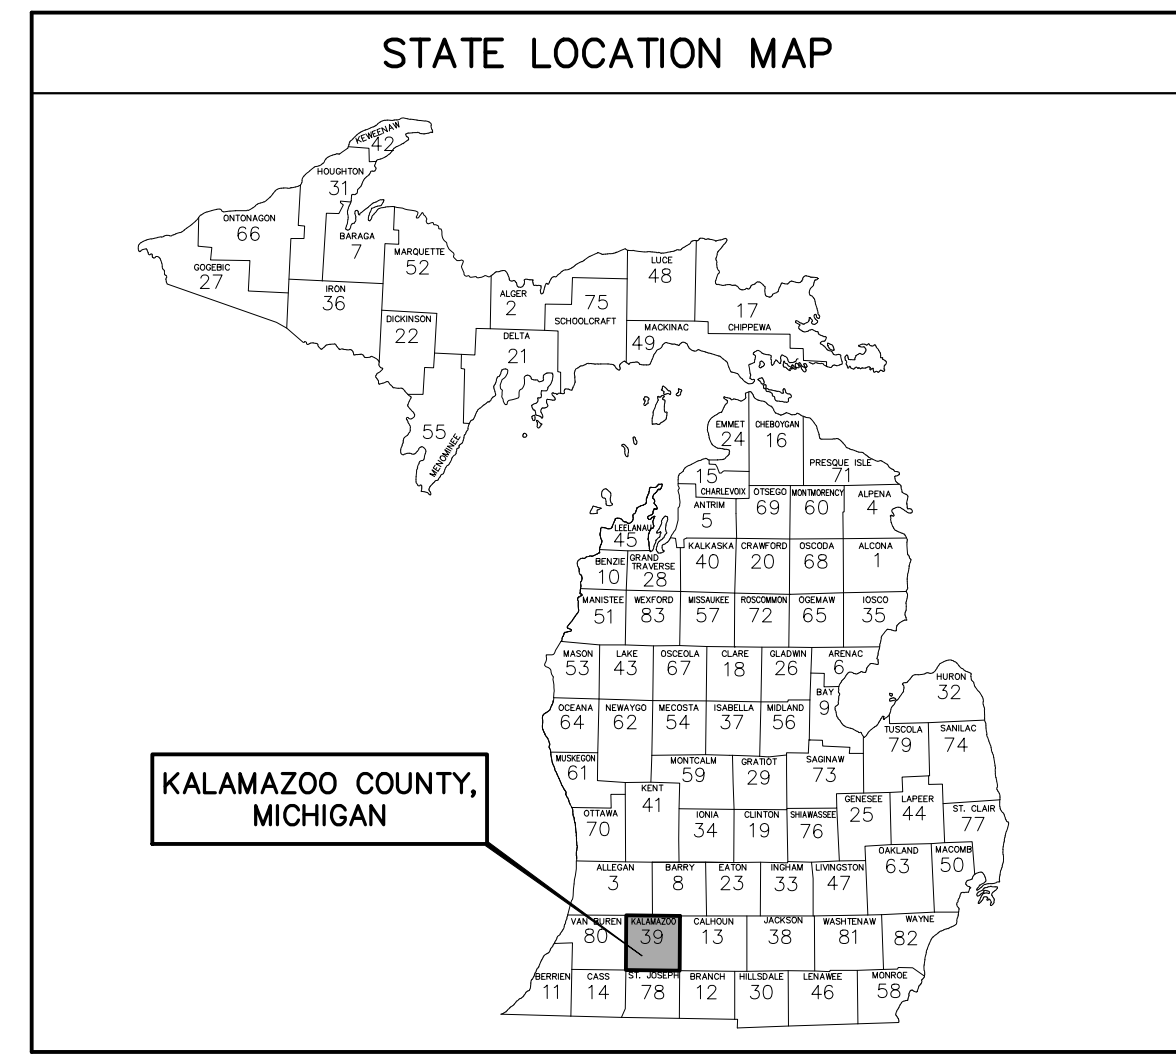 STATE LOCATION MAP
KEWEENAW
42
HOUGHTON
31
ONTONAGON
66
BARAGA
7
MARQUETTE
52
GOGEBIC
27
IRON
36
DICKINSON
22
ALGER
2
DELTA
21
75
SCHOOLCRAFT
LUCE
48
MACKINAC
49
17
CHIPPEWA
55
MENOMINEE
EMMET
24
CHEBOYGAN
16
PRESQUE ISLE
71
15
CHARLEVOIX
ANTRIM
5
OTSEGO
69
MONTMORENCY
60
ALPENA
4
LEELANAU
45
BENZIE
10
GRAND
TRAVERSE
28
KALKASKA
40
CRAWFORD
20
OSCODA
68
ALCONA
1
MANISTEE
51
WEXFORD
83
MISSAUKEE
57
ROSCOMMON
72
OGEMAW
65
IOSCO
35
MASON
53
LAKE
43
OSCEOLA
67
CLARE
18
GLADWIN
26
ARENAC
6
BAY
9
HURON
32
OCEANA
64
NEWAYGO
62
MECOSTA
54
ISABELLA
37
MIDLAND
56
TUSCOLA
79
SANILAC
74
MUSKEGON
61
MONTCALM
59
GRATIOT
29
SAGINAW
73
KENT
41
OTTAWA
70
IONIA
34
CLINTON
19
SHIAWASSEE
76
GENESEE
25
LAPEER
44
ST. CLAIR
77
KALAMAZOO COUNTY,
MICHIGAN
ALLEGAN
3
BARRY
8
EATON
23
INGHAM
33
LIVINGSTON
47
OAKLAND
63
MACOMB
50
VAN BUREN
80
KALAMAZOO
39
CALHOUN
13
JACKSON
38
WASHTENAW
81
WAYNE
82
BERRIEN
11
CASS
14
ST. JOSEPH
78
BRANCH
12
HILLSDALE
30
LENAWEE
46
MONROE
58